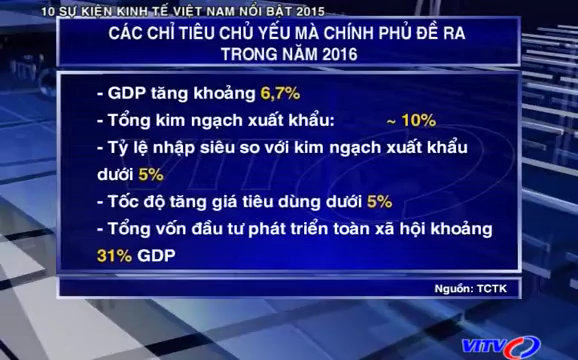 10 SỰ KIỆN KINH TẾ VIỆT NAM NỔI BẬT 2015
CÁC CHỈ TIÊU CHỦ YẾU MÀ CHÍNH PHỦ ĐỀ RA
TRONG NĂM 2016
- GDP tăng khoảng 6,7%
- Tổng kim ngạch xuất khẩu: ~ 10%
- Tỷ lệ nhập siêu so với kim ngạch xuất khẩu
dưới 5%
- Tốc độ tăng giá tiêu dùng dưới 5%
- Tổng vốn đầu tư phát triển toàn xã hội khoảng
31% GDP
Nguồn: TCTK
VITV